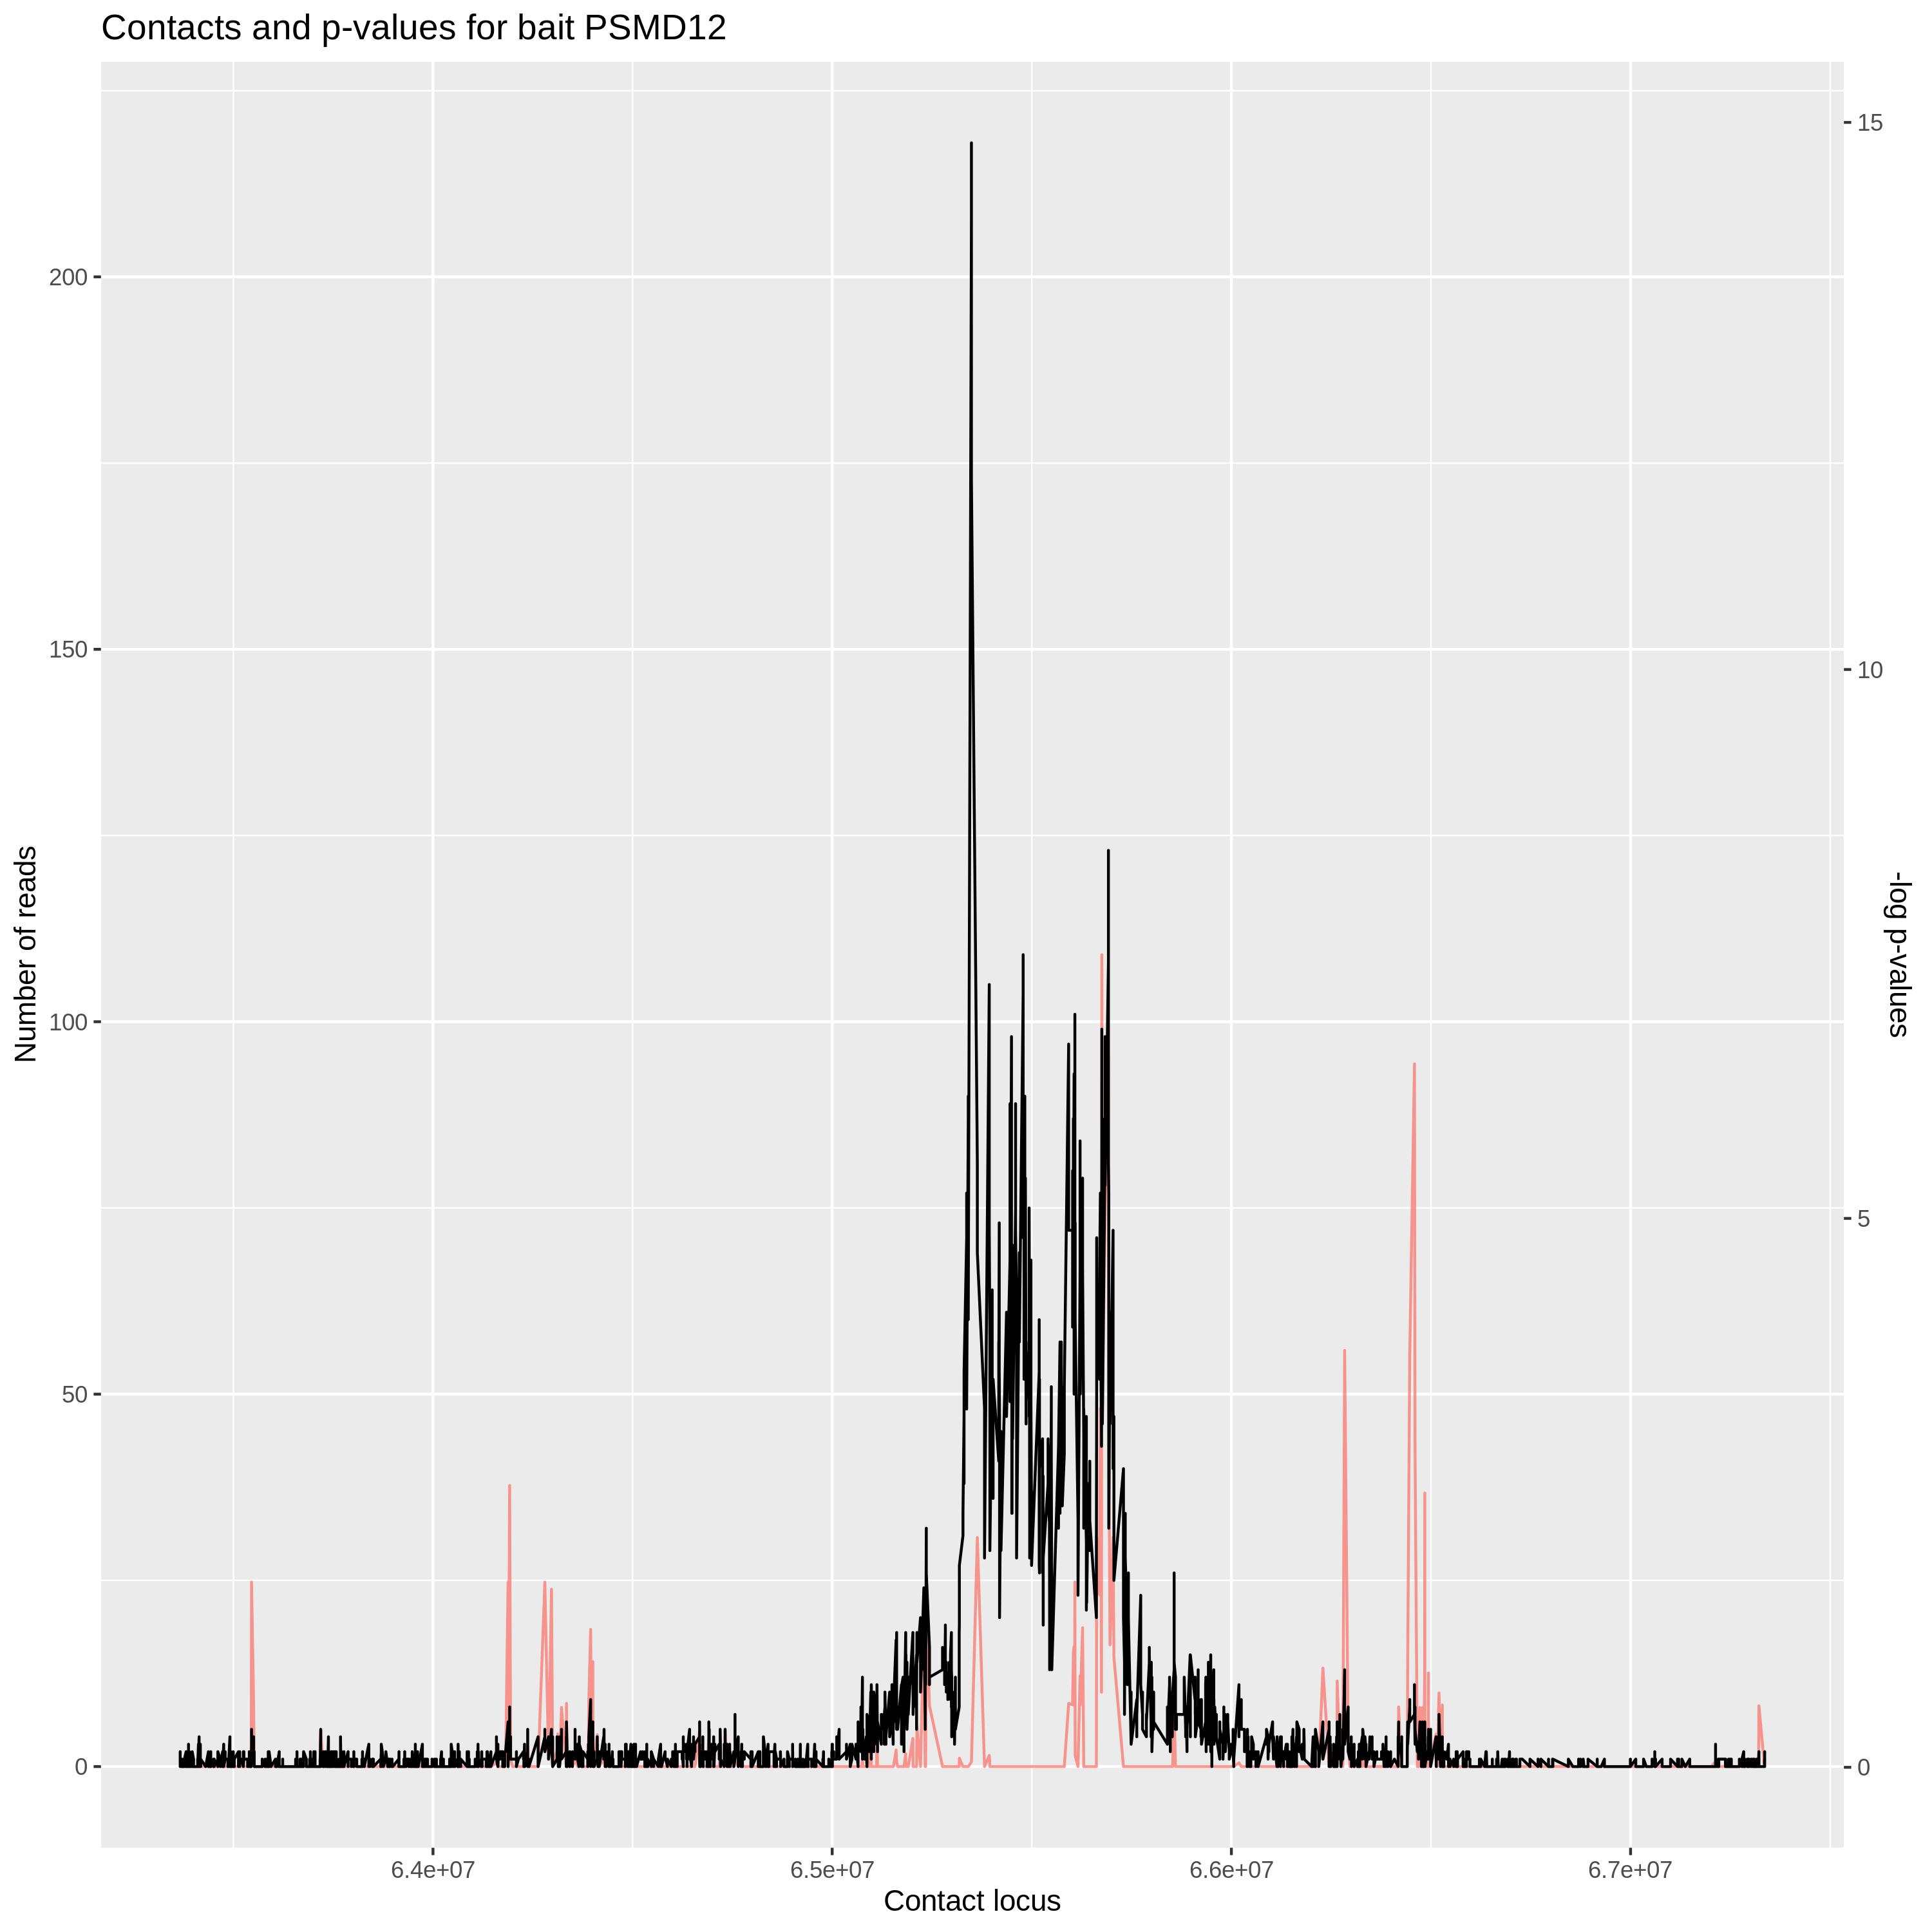 Contacts and p-values for bait PSMD12
Number of reads
200
150
100
50
0
15
10
5
0
-log p-values
6.4e+07 6.5e+07 6.6e+07 6.7e+07
Contact locus